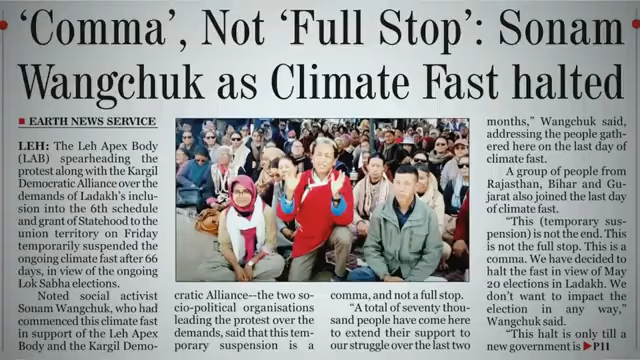 'Comma', Not 'Full Stop': Sonam
Wangchuk as Climate Fast halted
EARTH NEWS SERVICE
LEH: The Leh Apex Body
(LAB) spearheading the
protest along with the Kargil
Democratic Alliance over the
demands of Ladakh's inclu-
sion into the 6th schedule
and grant of Statehood to the
union territory on Friday
temporarily suspended the
ongoing climate fast after 66
days, in view of the ongoing
Lok Sabha elections.
Noted social activist
Sonam Wangchuk, who had
commenced this climate fast
in support of the Leh Apex
Body and the Kargil Demo-
cratic Alliance--the two so-
cio-political organisations
leading the protest over the
demands, said that this tem-
porary suspension is a
comma, and not a full stop.
"A total of seventy thou-
sand people have come here
to extend their support to
our struggle over the last two
months," Wangchuk said,
addressing the people gath-
ered here on the last day of
climate fast.
A group of people from
Rajasthan, Bihar and Gu-
jarat also joined the last day
of climate fast.
"This (temporary sus-
pension) is not the end. This
is not the full stop. This is a
comma. We have decided to
halt the fast in view of May
20 elections in Ladakh. We
don't want to impact the
election in any way,"
Wangchuk said.
"This halt is only till a
new government is ▶P11